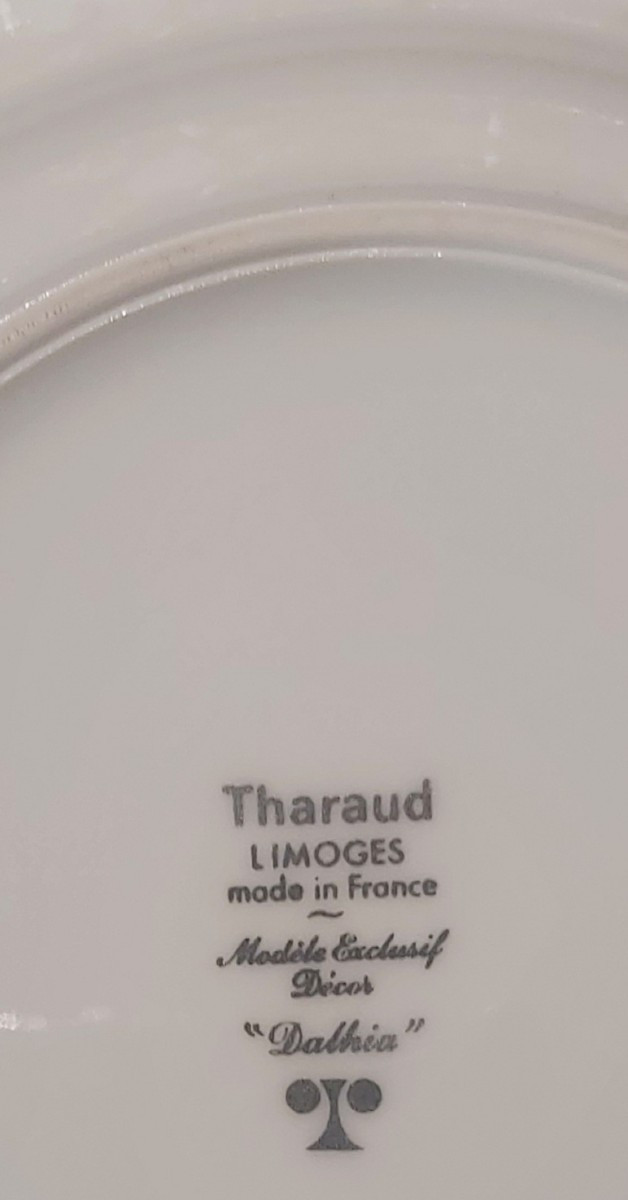 Tharaud
LIMOGES
made in France
~
Modèle Exclusif
Décor
"Dalhia"